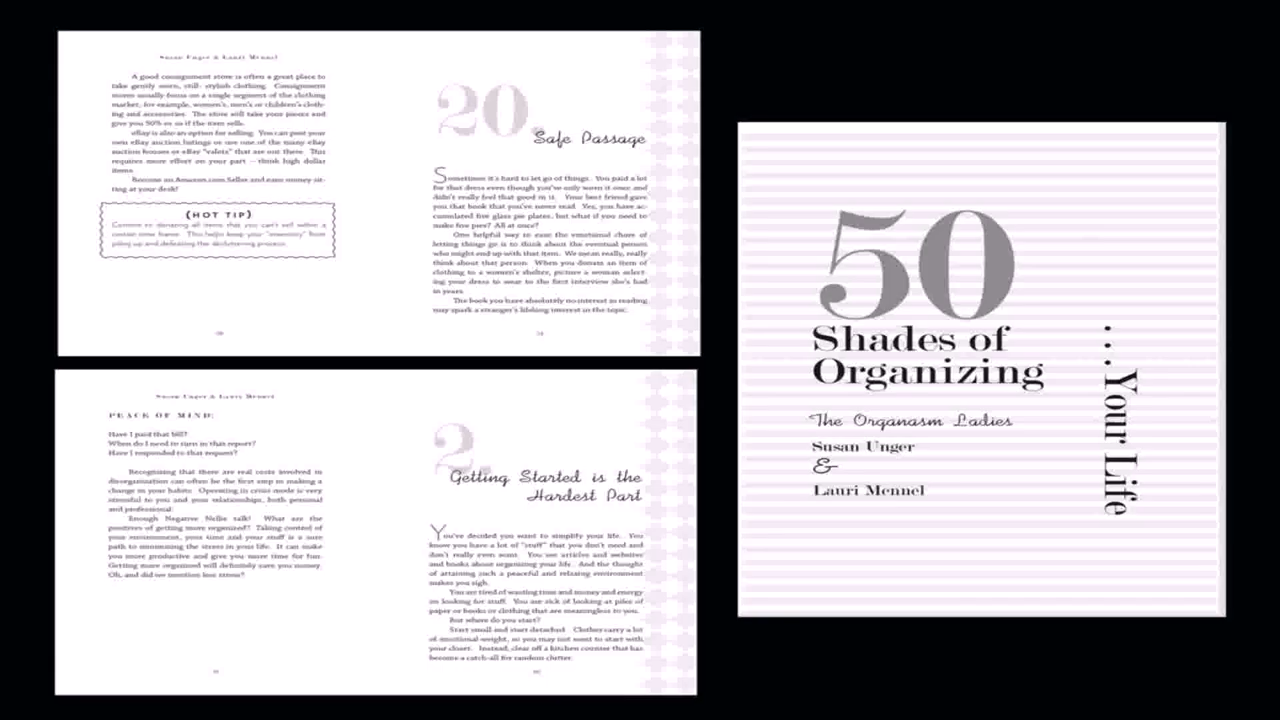 Susan Unger & Lauri Mennel
A good consignment store is often a great place to
take gently worn, still- stylish clothing. Consignment
stores usually focus on a single segment of the clothing
market, for example, women's, men's or children's cloth-
ing and accessories. The store will take your pieces and
give you 50% or so if the item sells.
eBay is also an option for selling. You can post your
own eBay auction listings or use one of the many eBay
auction houses or eBay "valets" that are out there. This
requires more effort on your part -- think high dollar
items.
Become an Amazon.com Seller and earn money sit-
ting at your desk!
{HOT TIP}
Commit to donating all items that you can't sell within a
certain time frame. This helps keep your "inventory" from
piling up and defeating the decluttering process.
20.
Safe Passage
Sometimes it's hard to let go of things. You paid a lot
for that dress even though you've only worn it once and
didn't really feel that good in it. Your best friend gave
you that book that you've never read. Yes, you have ac-
cumulated five glass pie plates, but what if you need to
make five pies? All at once?
One helpful way to ease the emotional chore of
letting things go is to think about the eventual person
who might end up with that item. We mean really, really
think about that person. When you donate an item of
clothing to a women's shelter, picture a woman select-
ing your dress to wear to the first interview she's had
in years.
The book you have absolutely no interest in reading
may spark a stranger's lifelong interest in the topic.
Susan Unger & Lauri Mennel
PEACE OF MIND:
Have I paid that bill?
When do I need to turn in that report?
Have I responded to that request?
Recognizing that there are real costs involved in
disorganization can often be the first step in making a
change in your habits. Operating in crisis mode is very
stressful to you and your relationships, both personal
and professional.
Enough Negative Nellie talk! What are the
positives of getting more organized? Taking control of
your environment, your time and your stuff is a sure
path to minimizing the stress in your life. It can make
you more productive and give you more time for fun.
Getting more organized will definitely save you money.
Oh, and did we mention less stress?
2.
Getting Started is the
Hardest Part
You've decided you want to simplify your life. You
know you have a lot of "stuff" that you don't need and
don't really even want. You see articles and websites
and books about organizing your life. And the thought
of attaining such a peaceful and relaxing environment
makes you sigh.
You are tired of wasting time and money and energy
on looking for stuff. You are sick of looking at piles of
paper or books or clothing that are meaningless to you.
But where do you start?
Start small and start detached. Clothes carry a lot
of emotional weight, so you may not want to start with
your closet. Instead, clear off a kitchen counter that has
become a catch-all for random clutter.
50
Shades of
Organizing
...Your Life
The Organasm Ladies
Susan Unger
&
Lauri Mennel